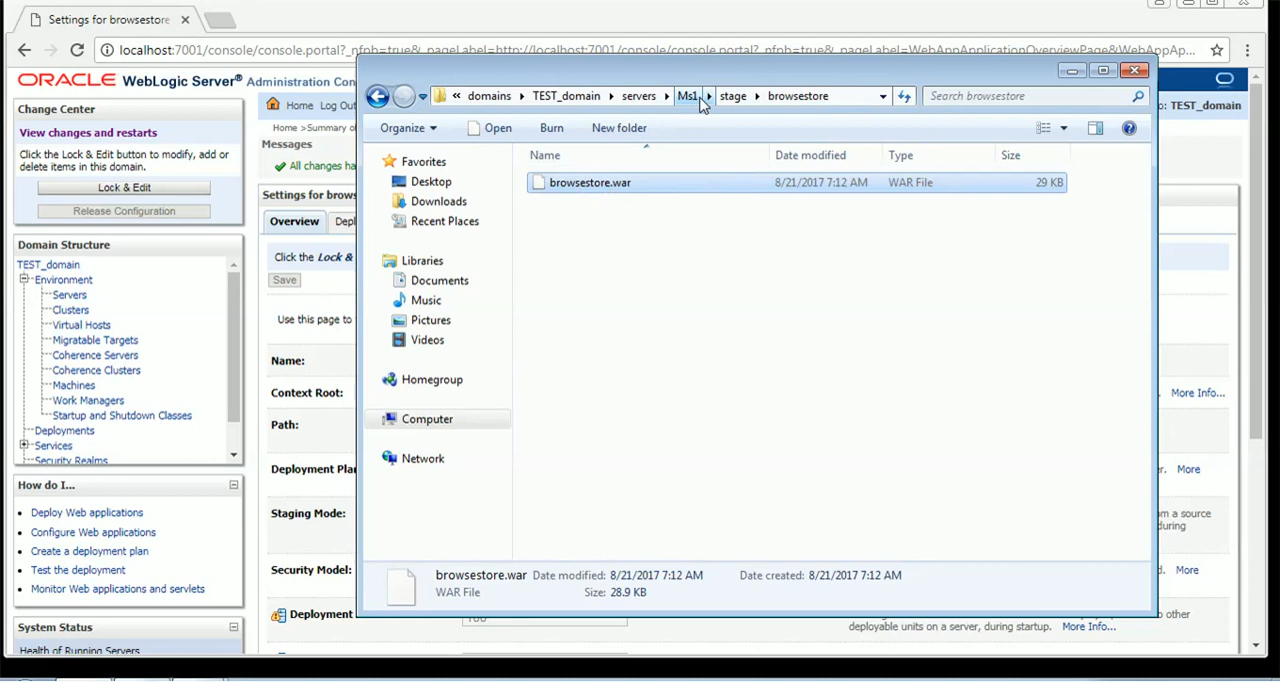 Settings for browsestore
localhost:7001/console/console.portal?_nfpb=true&_pageLabel=http://localhost:7001/console/console.portal?_nfpb=true&_pageLabel=WebAppApplicationOverviewPage&WebAppAp...
ORACLE WebLogic Server® Administration Con
Change Center
View changes and restarts
Click the Lock & Edit button to modify, add or
delete items in this domain.
Lock & Edit
Release Configuration
Domain Structure
TEST_domain
Environment
Servers
Clusters
Virtual Hosts
Migratable Targets
Coherence Servers
Coherence Clusters
Machines
Work Managers
Startup and Shutdown Classes
Deployments
Services
Security Realms
How do I...
Deploy Web applications
Configure Web applications
Create a deployment plan
Test the deployment
Monitor Web applications and servlets
System Status
Health of Running Servers
Home Log Out
TEST_domain
Home >Summary of
Messages
All changes ha
Settings for brows
Overview
Click the Lock &
Save
Use this page to
Name:
Context Root:
More Info...
Path:
Deployment Plan
r. More
Staging Mode:
m a source
during
Security Model:
More
Deployment
100
other
deployable units on a server, during startup. More Info...
« domains TEST_domain servers Ms1 stage browsestore
Search browsestore
Organize Open Burn New folder
Favorites
Desktop
Downloads
Recent Places
Libraries
Documents
Music
Pictures
Videos
Homegroup
Computer
Network
Name Date modified Type Size
browsestore.war 8/21/2017 7:12 AM WAR File 29 KB
browsestore.war Date modified: 8/21/2017 7:12 AM Date created: 8/21/2017 7:12 AM
WAR File Size: 28.9 KB